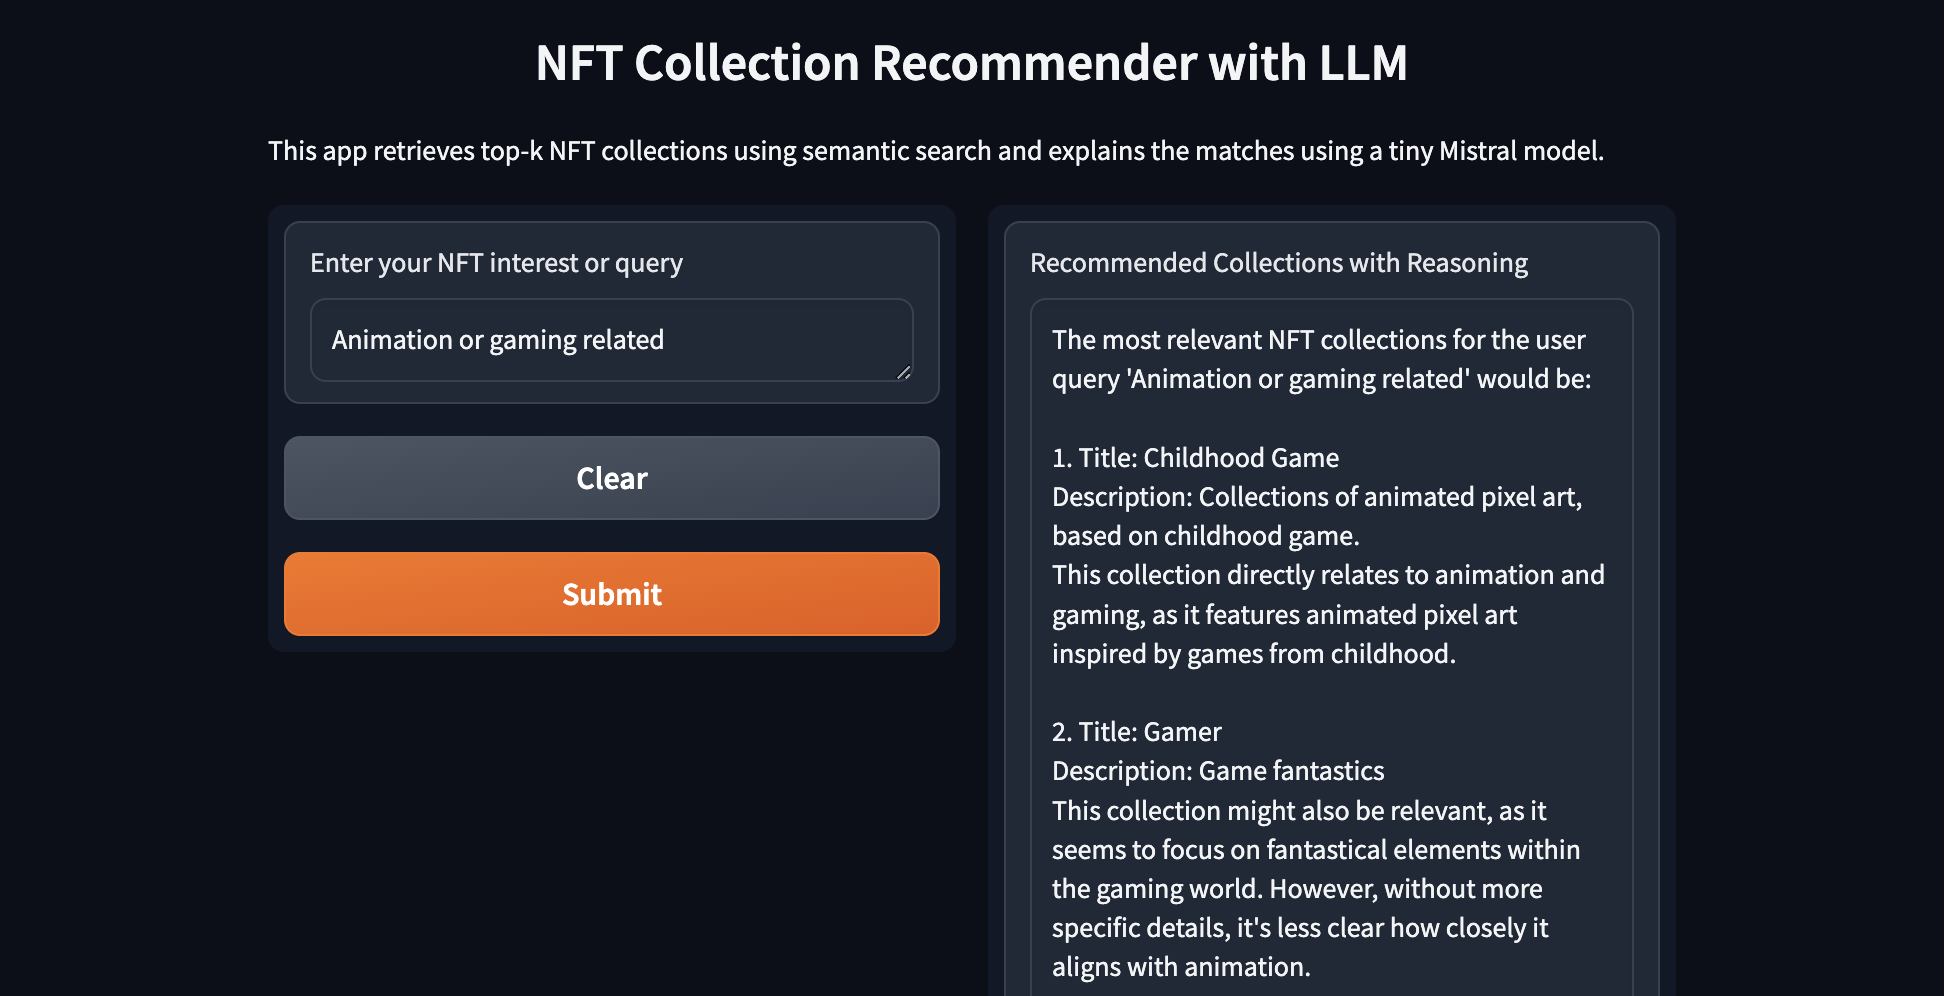 NFT Collection Recommender with LLM
This app retrieves top-k NFT collections using semantic search and explains the matches using a tiny Mistral model.
Enter your NFT interest or query
Animation or gaming related
Clear
Submit
Recommended Collections with Reasoning
The most relevant NFT collections for the user
query 'Animation or gaming related' would be:
1. Title: Childhood Game
Description: Collections of animated pixel art,
based on childhood game.
This collection directly relates to animation and
gaming, as it features animated pixel art
inspired by games from childhood.
2. Title: Gamer
Description: Game fantastics
This collection might also be relevant, as it
seems to focus on fantastical elements within
the gaming world. However, without more
specific details, it's less clear how closely it
aligns with animation.